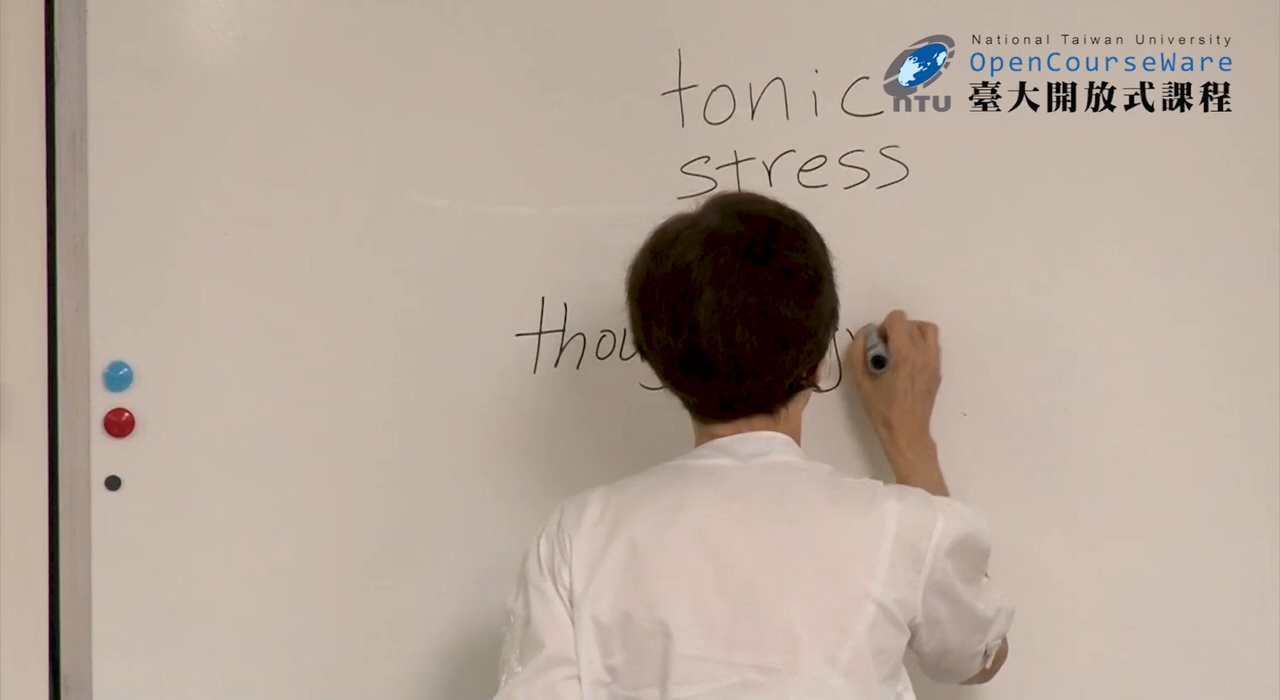 National Taiwan University
OpenCourseWare
臺大開放式課程
NTU
tonic
stress